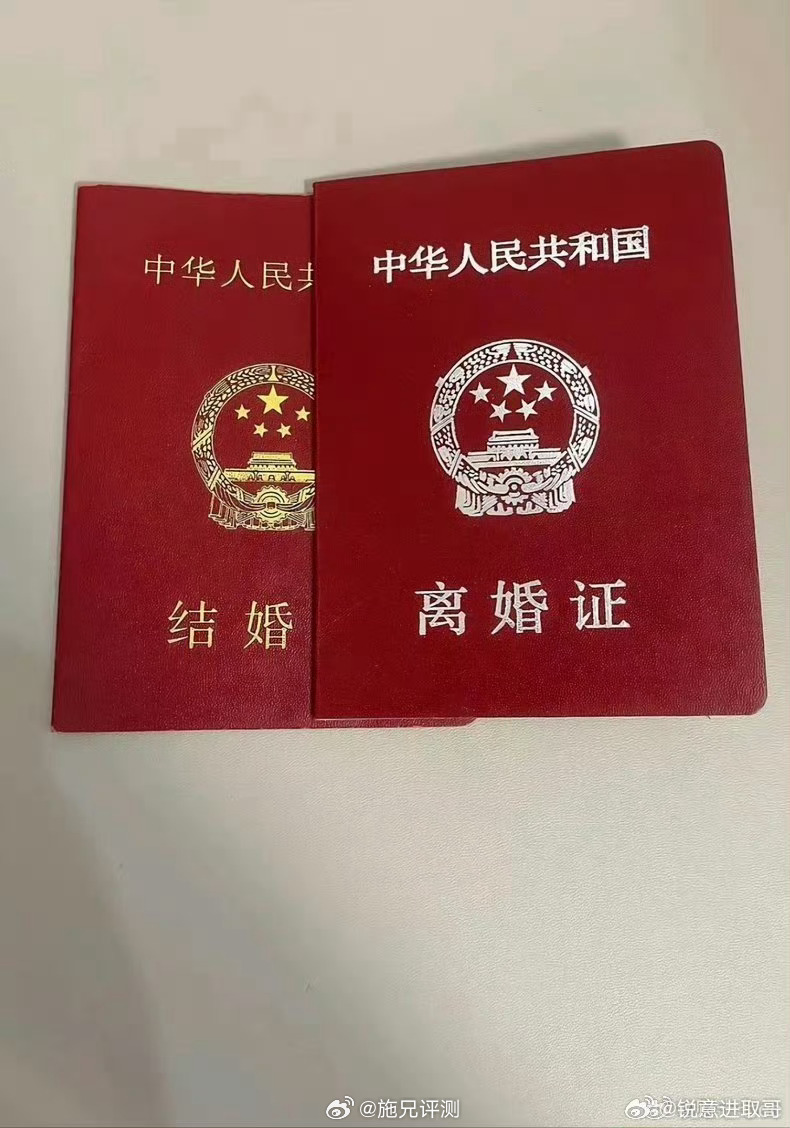 中华人民
结婚
中华人民共和国
离婚证
@施兄评测
@锐意进取哥